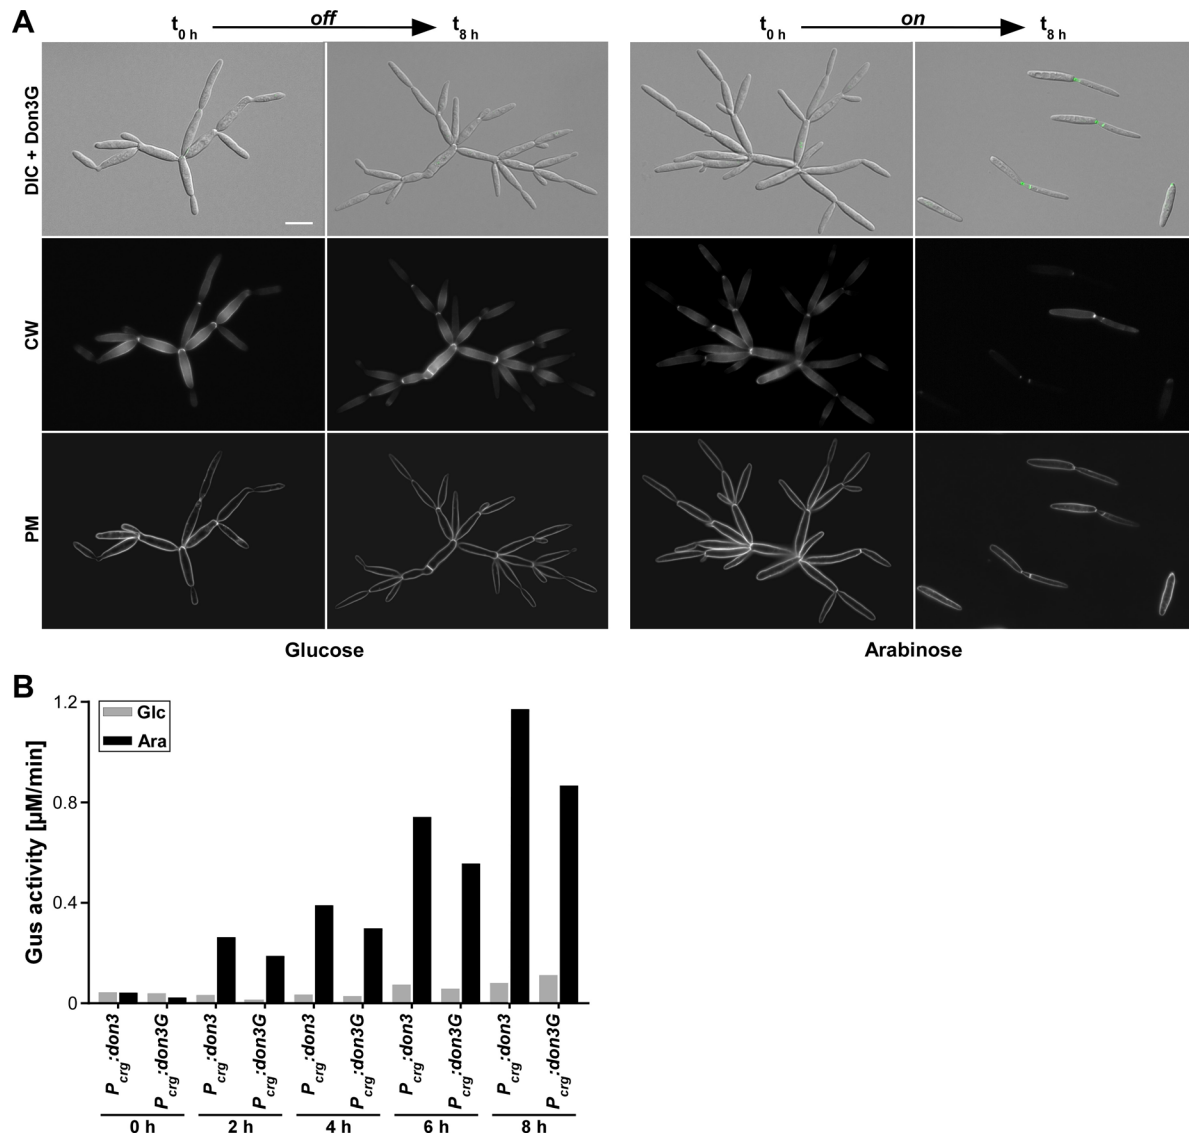 A
t0 h off t8 h
t0 h on t8 h
DIC + Don3G
CW
PM
Glucose
Arabinose
B
Gus activity [µM/min]
1.2
0.8
0.4
0
Glc
Ara
Pcrg:don3
Pcrg:don3G
Pcrg:don3
Pcrg:don3G
Pcrg:don3
Pcrg:don3G
Pcrg:don3
Pcrg:don3G
Pcrg:don3
Pcrg:don3G
0 h
2 h
4 h
6 h
8 h